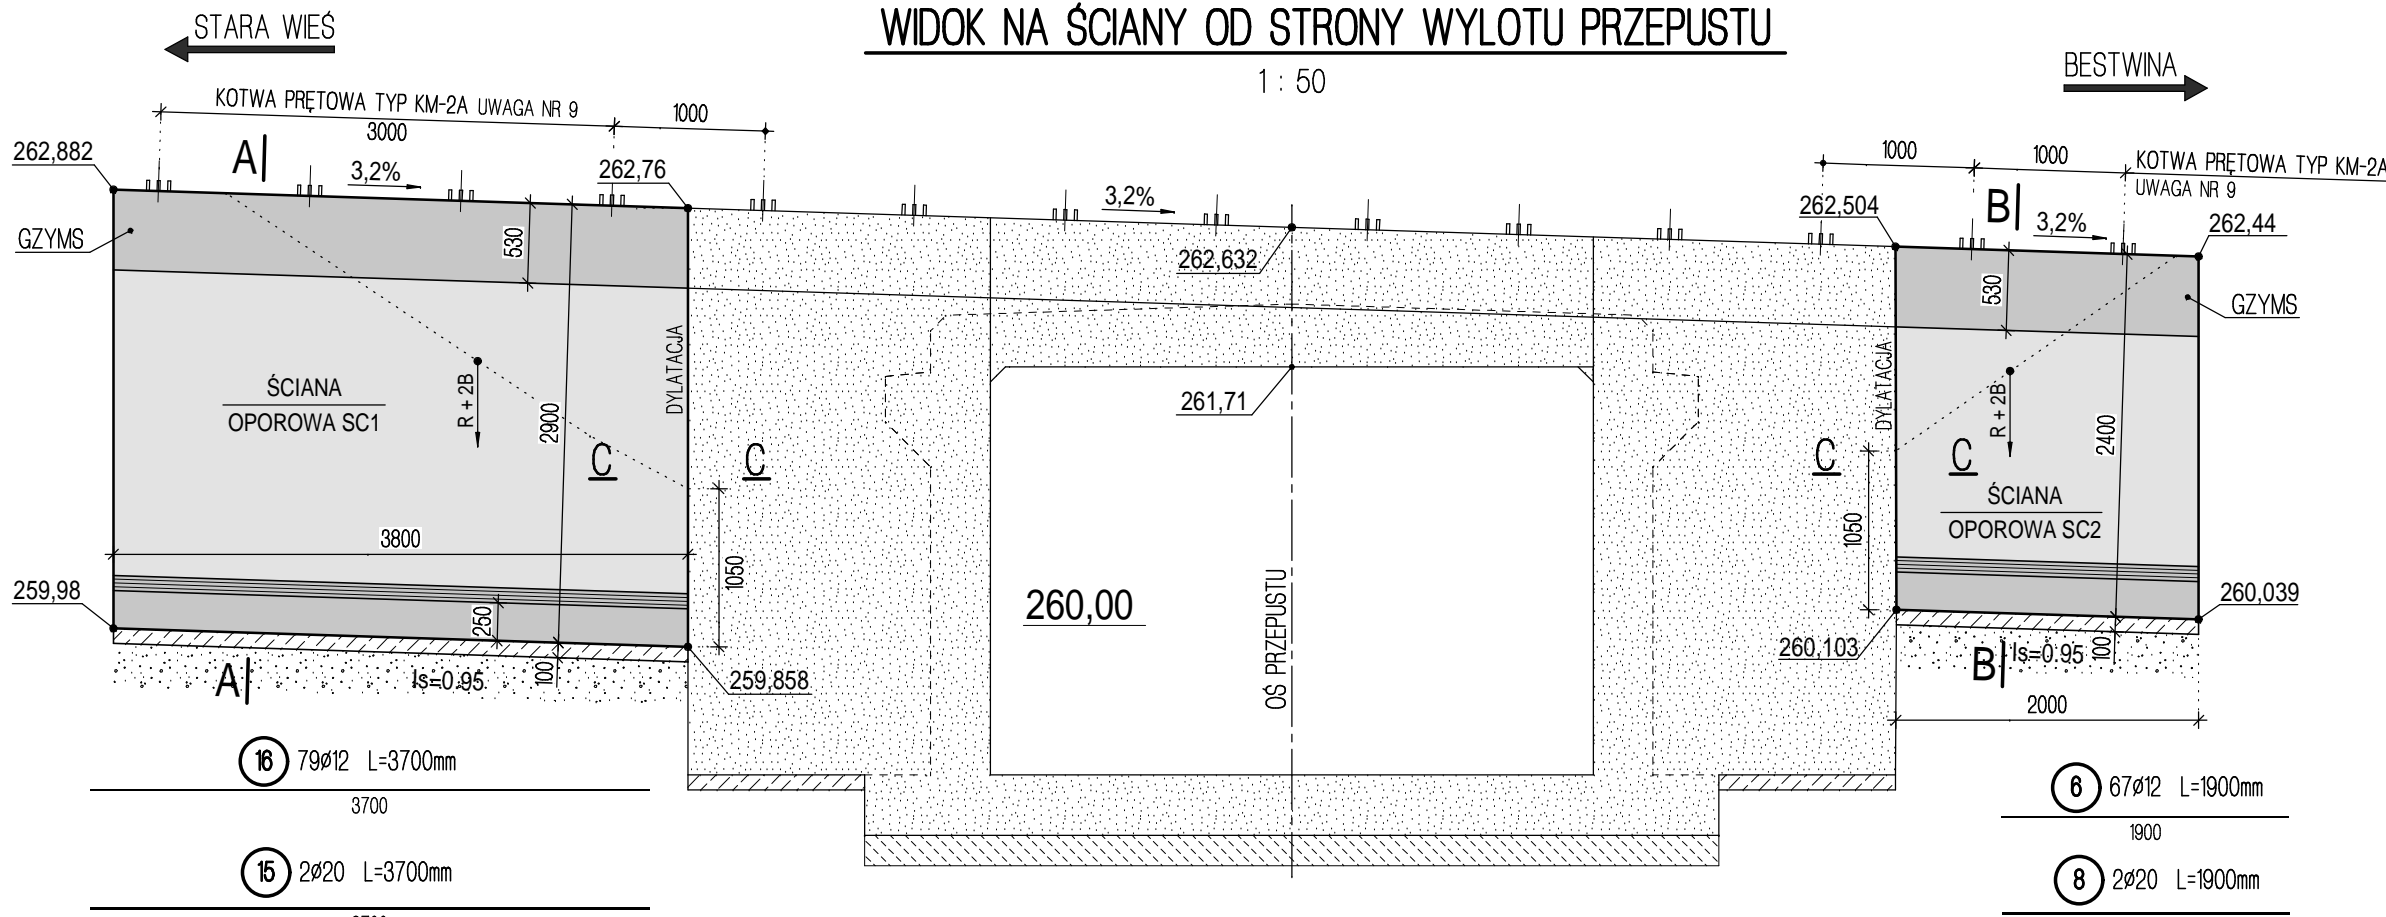 STARA WIEŚ
WIDOK NA ŚCIANY OD STRONY WYLOTU PRZEPUSTU
1 : 50
BESTWINA
KOTWA PRĘTOWA TYP KM-2A UWAGA NR 9
3000
1000
1000
1000
KOTWA PRĘTOWA TYP KM-2A
UWAGA NR 9
262,882
A
3,2%
262,76
3,2%
262,504
B
3,2%
262,44
GZYMS
530
262,632
530
GZYMS
DYLATACJA
ŚCIANA
OPOROWA SC1
R + 2B
2900
261,71
DYLATACJA
R + 2B
2400
C
C
C
C
ŚCIANA
OPOROWA SC2
3800
1050
1050
259,98
250
260,00
OŚ PRZEPUSTU
260,039
260,103
A
Is=0.95
100
259,858
B
Is=0.95
100
2000
16 79ø12 L=3700mm
3700
6 67ø12 L=1900mm
1900
15 2ø20 L=3700mm
8 2ø20 L=1900mm